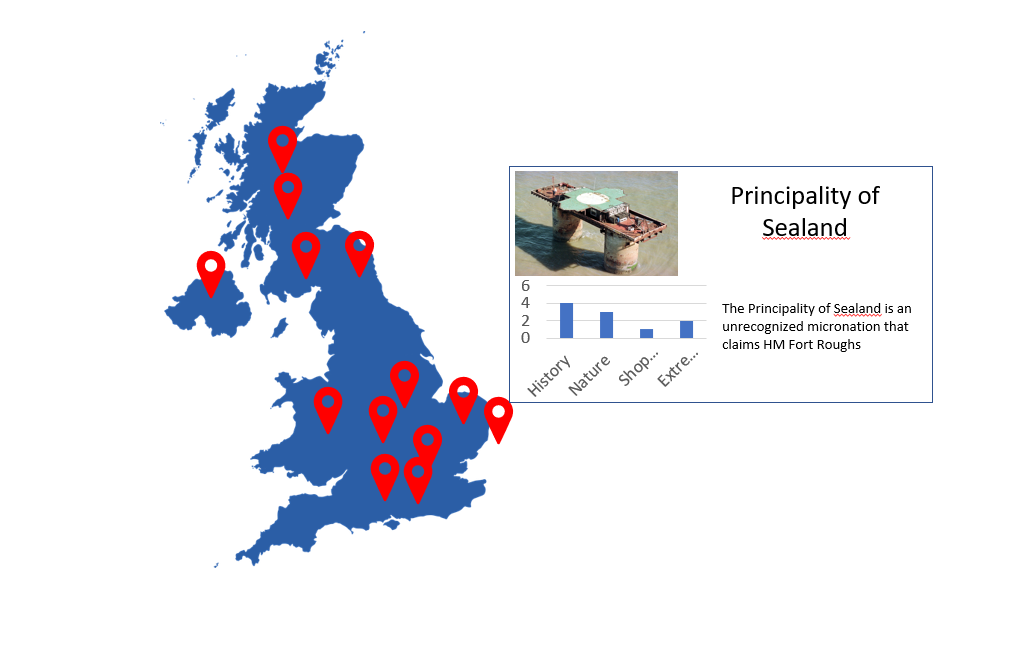 Principality of
Sealand
6
4
2
0
History
Nature
Shop...
Extre...
The Principality of Sealand is an
unrecognized micronation that
claims HM Fort Roughs